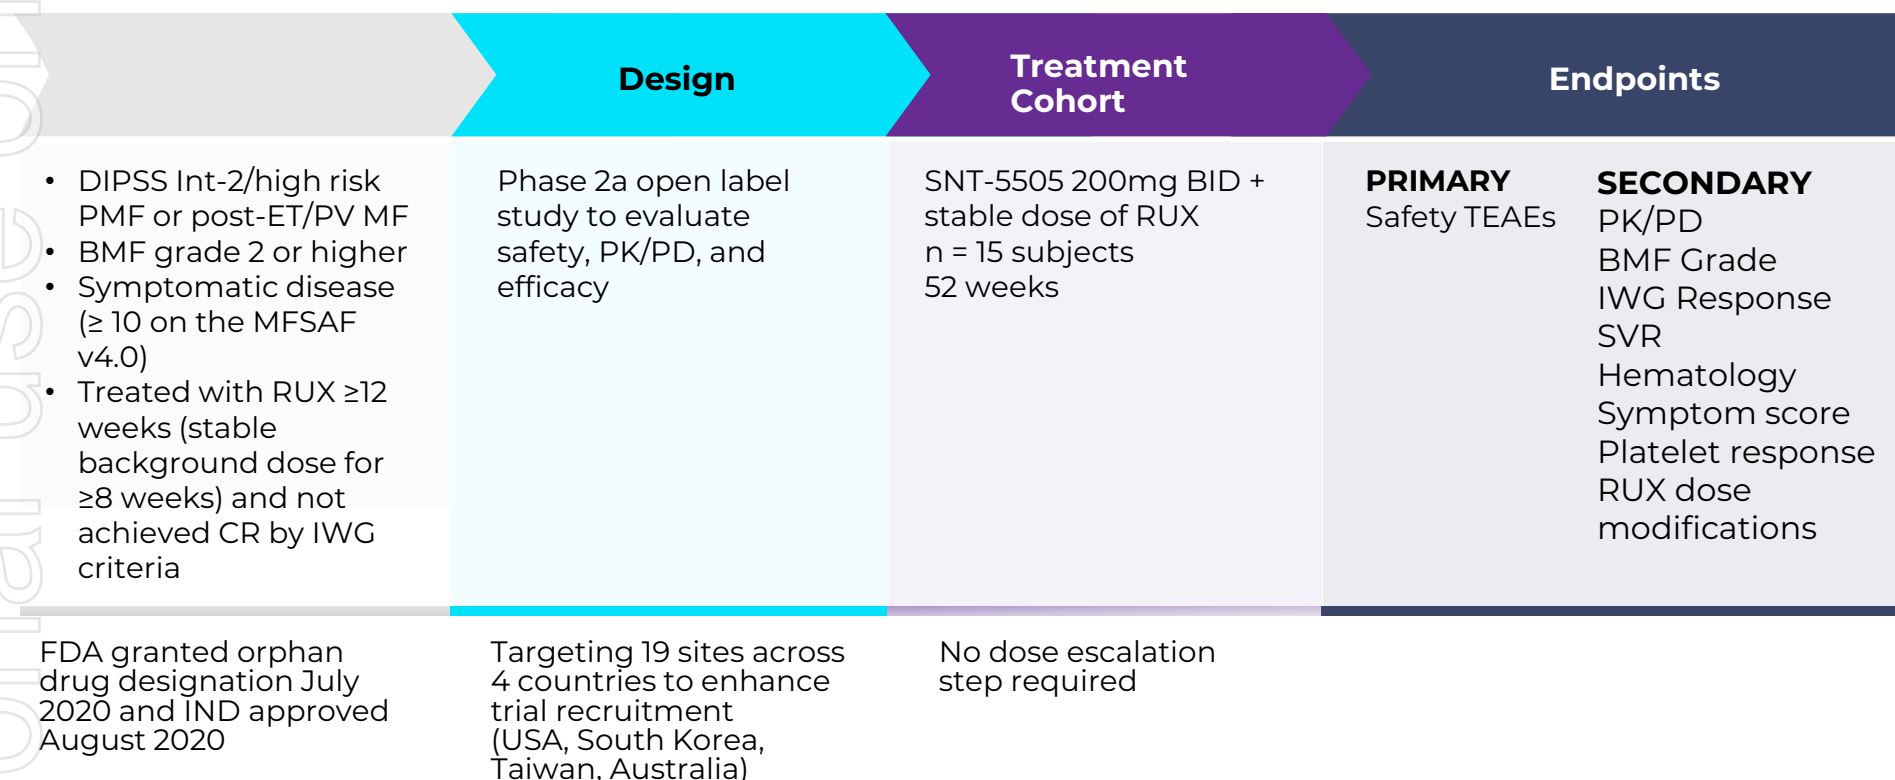 Design
Treatment
Cohort
Endpoints
• DIPSS Int-2/high risk
PMF or post-ET/PV MF
• BMF grade 2 or higher
• Symptomatic disease
(≥ 10 on the MFSAF
v4.0)
• Treated with RUX ≥12
weeks (stable
background dose for
≥8 weeks) and not
achieved CR by IWG
criteria
Phase 2a open label
study to evaluate
safety, PK/PD, and
efficacy
SNT-5505 200mg BID +
stable dose of RUX
n = 15 subjects
52 weeks
PRIMARY
Safety TEAEs
SECONDARY
PK/PD
BMF Grade
IWG Response
SVR
Hematology
Symptom score
Platelet response
RUX dose
modifications
FDA granted orphan
drug designation July
2020 and IND approved
August 2020
Targeting 19 sites across
4 countries to enhance
trial recruitment
(USA, South Korea,
Taiwan, Australia)
No dose escalation
step required
use